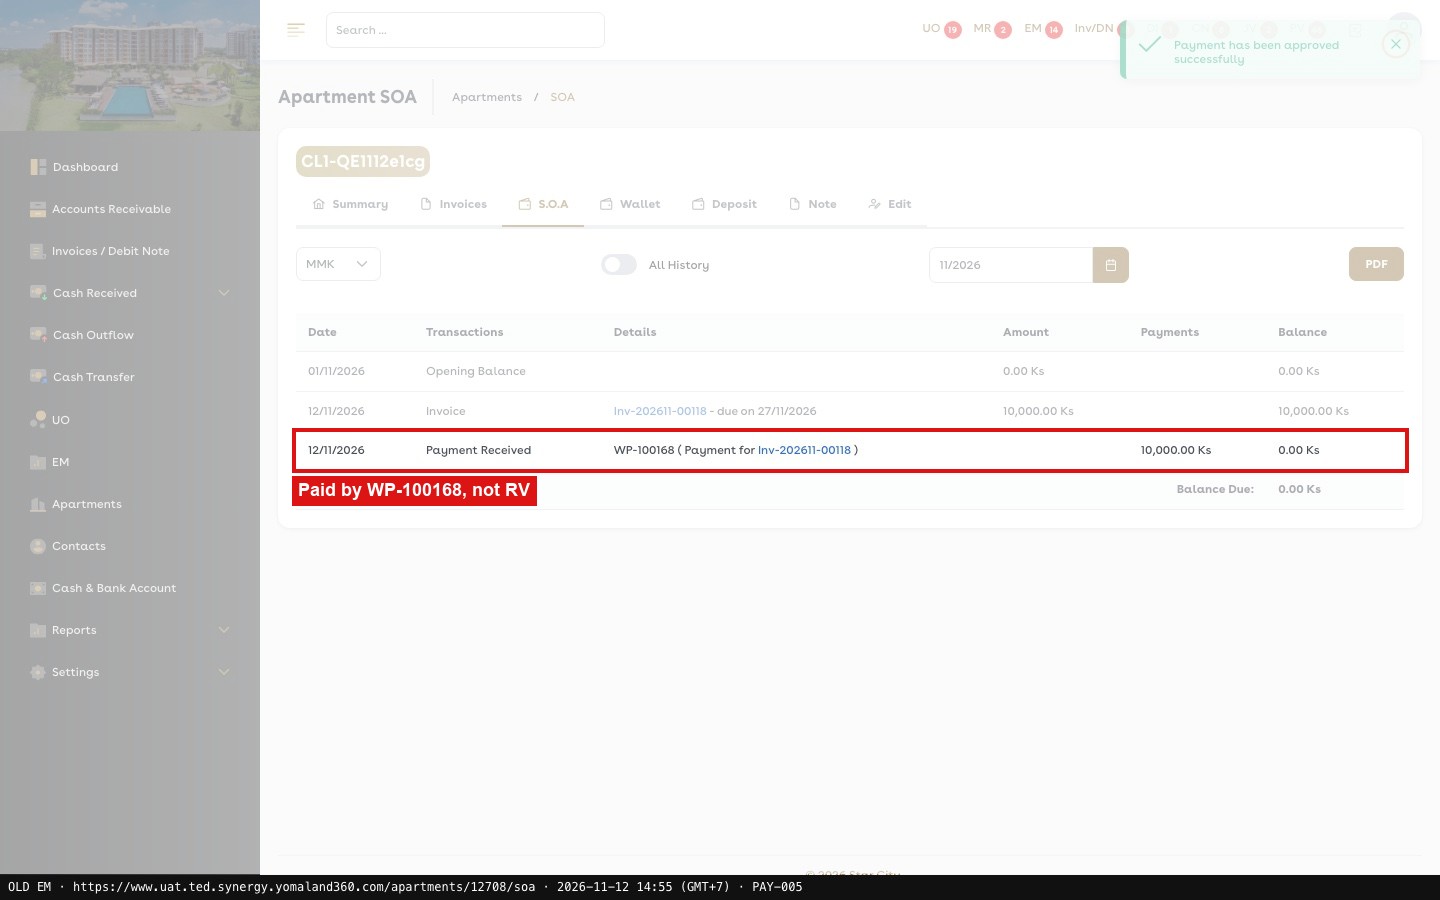 Search ...
UO 19 MR 2 EM 14 Inv/DN
Payment has been approved
successfully
Apartment SOA
Apartments / SOA
CL1-QE1112e1cg
Dashboard
Accounts Receivable
Invoices / Debit Note
Cash Received
Cash Outflow
Cash Transfer
UO
EM
Apartments
Contacts
Cash & Bank Account
Reports
Settings
Summary Invoices S.O.A Wallet Deposit Note Edit
MMK All History 11/2026 PDF
Date Transactions Details Amount Payments Balance
01/11/2026 Opening Balance 0.00 Ks 0.00 Ks
12/11/2026 Invoice Inv-202611-00118 - due on 27/11/2026 10,000.00 Ks 10,000.00 Ks
12/11/2026 Payment Received WP-100168 ( Payment for Inv-202611-00118 ) 10,000.00 Ks 0.00 Ks
Paid by WP-100168, not RV
Balance Due: 0.00 Ks
© 2026 Star City
OLD EM · https://www.uat.ted.synergy.yomaland360.com/apartments/12708/soa · 2026-11-12 14:55 (GMT+7) · PAY-005